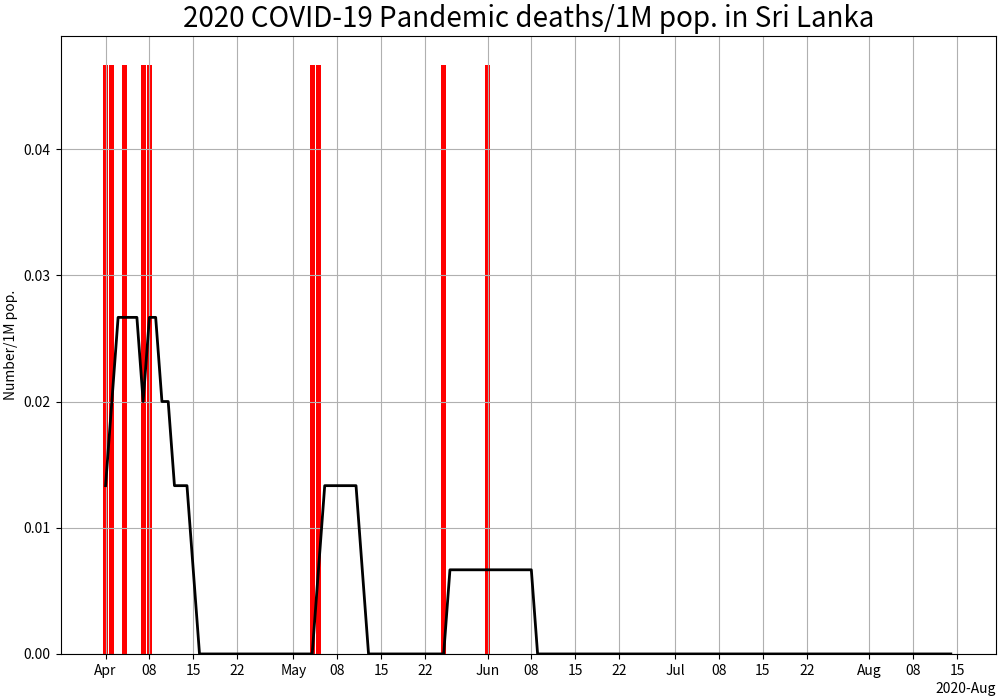 2020 COVID-19 Pandemic deaths/1M pop. in Sri Lanka
Number/1M pop.
0.04
0.03
0.02
0.01
0.00
Apr 08 15 22 May 08 15 22 Jun 08 15 22 Jul 08 15 22 Aug 08 15
2020-Aug